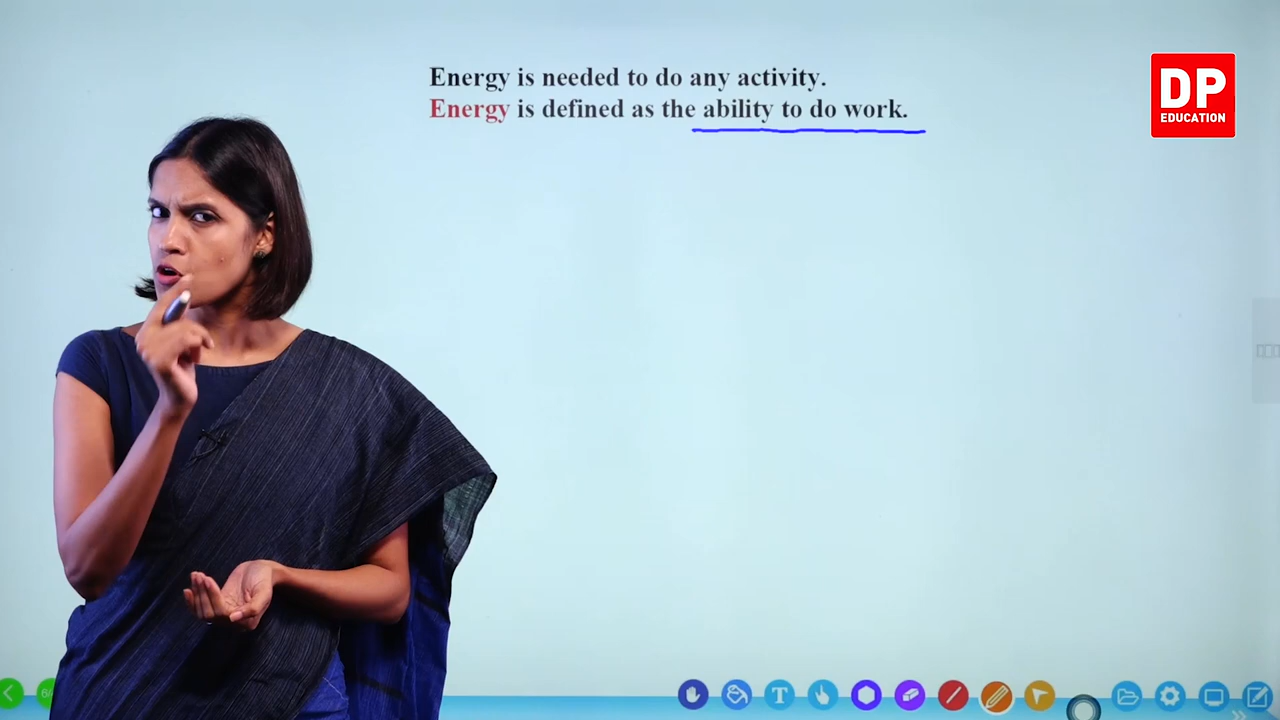 Energy is needed to do any activity.
Energy is defined as the ability to do work.
DP
EDUCATION
T